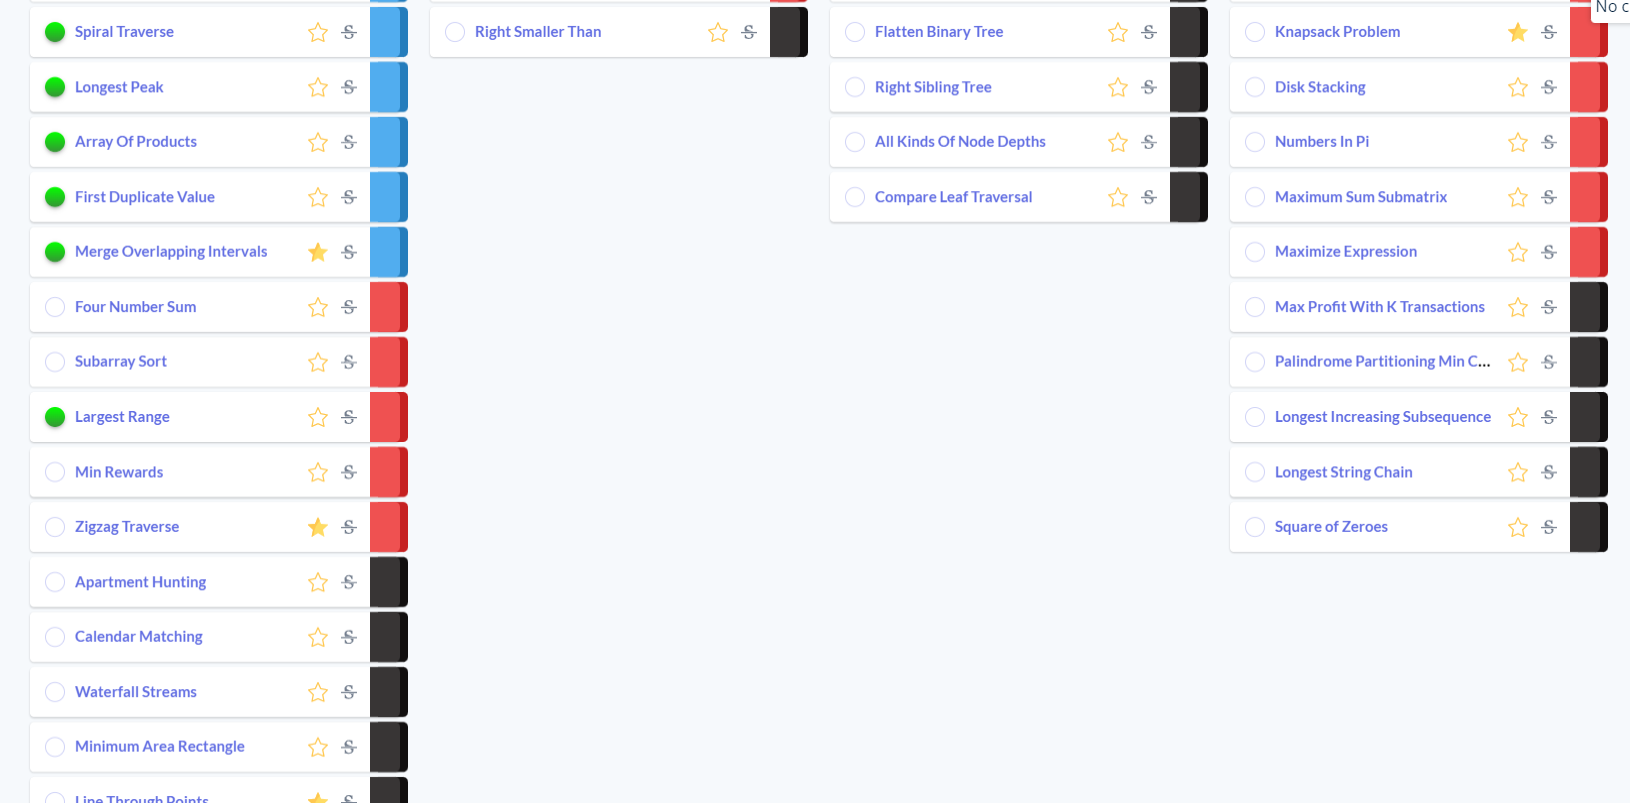 No c
Spiral Traverse
Longest Peak
Array Of Products
First Duplicate Value
Merge Overlapping Intervals
Four Number Sum
Subarray Sort
Largest Range
Min Rewards
Zigzag Traverse
Apartment Hunting
Calendar Matching
Waterfall Streams
Minimum Area Rectangle
Line Through Points
Right Smaller Than
Flatten Binary Tree
Right Sibling Tree
All Kinds Of Node Depths
Compare Leaf Traversal
Knapsack Problem
Disk Stacking
Numbers In Pi
Maximum Sum Submatrix
Maximize Expression
Max Profit With K Transactions
Palindrome Partitioning Min C...
Longest Increasing Subsequence
Longest String Chain
Square of Zeroes